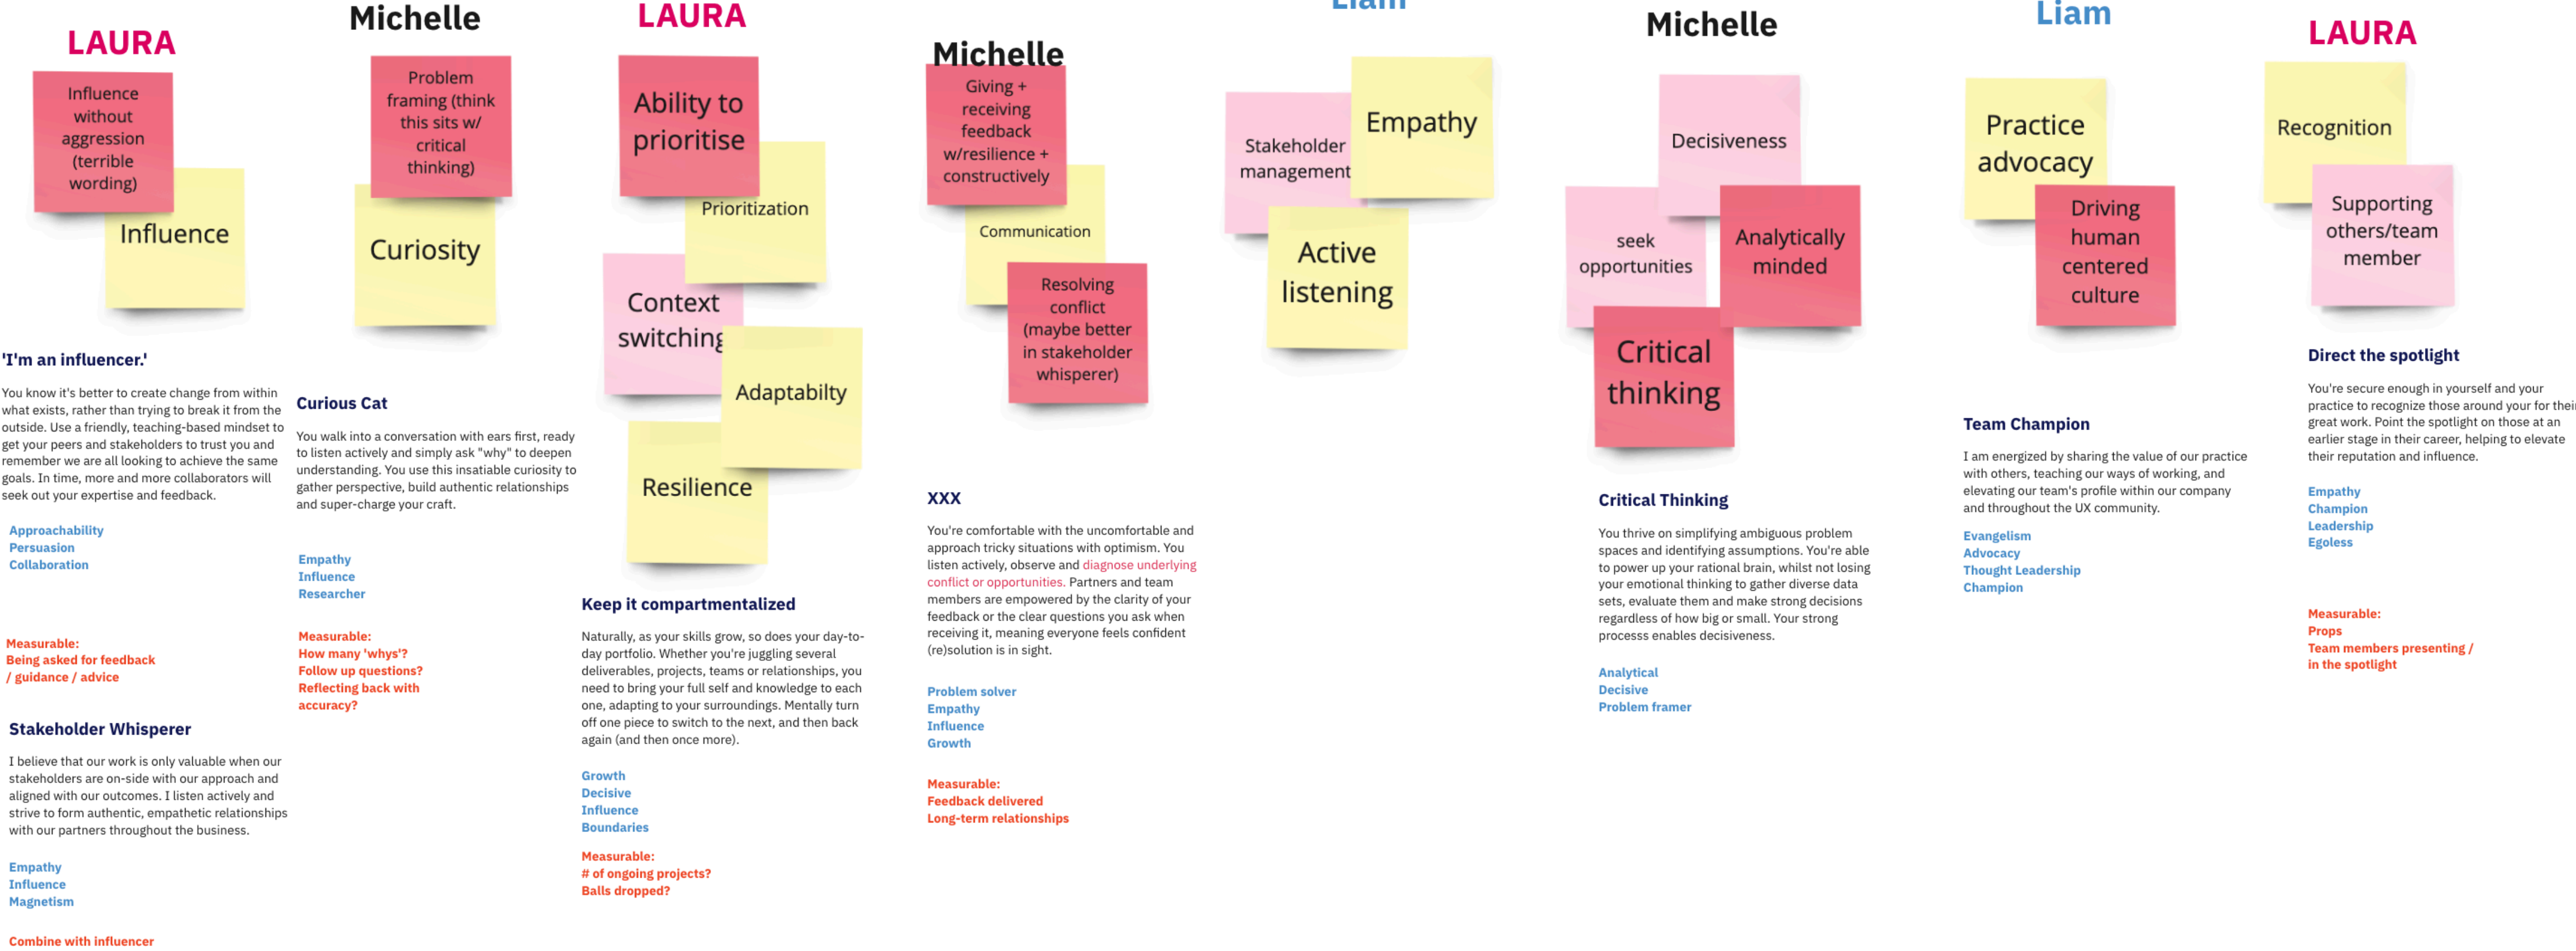 LAURA
Influence
without
aggression
(terrible
wording)
Influence
'I'm an influencer.'
You know it's better to create change from within
what exists, rather than trying to break it from the
outside. Use a friendly, teaching-based mindset to
get your peers and stakeholders to trust you and
remember we are all looking to achieve the same
goals. In time, more and more collaborators will
seek out your expertise and feedback.
Approachability
Persuasion
Collaboration
Measurable:
Being asked for feedback
/ guidance / advice
Stakeholder Whisperer
I believe that our work is only valuable when our
stakeholders are on-side with our approach and
aligned with our outcomes. I listen actively and
strive to form authentic, empathetic relationships
with our partners throughout the business.
Empathy
Influence
Magnetism
Combine with influencer
Michelle
Problem
framing (think
this sits w/
critical
thinking)
Curiosity
Curious Cat
You walk into a conversation with ears first, ready
to listen actively and simply ask "why" to deepen
understanding. You use this insatiable curiosity to
gather perspective, build authentic relationships
and super-charge your craft.
Empathy
Influence
Researcher
Measurable:
How many 'whys'?
Follow up questions?
Reflecting back with
accuracy?
LAURA
Ability to
prioritise
Prioritization
Context
switching
Adaptabilty
Resilience
Keep it compartmentalized
Naturally, as your skills grow, so does your day-to-
day portfolio. Whether you're juggling several
deliverables, projects, teams or relationships, you
need to bring your full self and knowledge to each
one, adapting to your surroundings. Mentally turn
off one piece to switch to the next, and then back
again (and then once more).
Growth
Decisive
Influence
Boundaries
Measurable:
# of ongoing projects?
Balls dropped?
Michelle
Giving +
receiving
feedback
w/resilience +
constructively
Communication
Resolving
conflict
(maybe better
in stakeholder
whisperer)
XXX
You're comfortable with the uncomfortable and
approach tricky situations with optimism. You
listen actively, observe and diagnose underlying
conflict or opportunities. Partners and team
members are empowered by the clarity of your
feedback or the clear questions you ask when
receiving it, meaning everyone feels confident
(re)solution is in sight.
Problem solver
Empathy
Influence
Growth
Measurable:
Feedback delivered
Long-term relationships
Liam
Stakeholder
management
Empathy
Active
listening
Michelle
Decisiveness
seek
opportunities
Analytically
minded
Critical
thinking
Critical Thinking
You thrive on simplifying ambiguous problem
spaces and identifying assumptions. You're able
to power up your rational brain, whilst not losing
your emotional thinking to gather diverse data
sets, evaluate them and make strong decisions
regardless of how big or small. Your strong
processs enables decisiveness.
Analytical
Decisive
Problem framer
Liam
Practice
advocacy
Driving
human
centered
culture
Team Champion
I am energized by sharing the value of our practice
with others, teaching our ways of working, and
elevating our team's profile within our company
and throughout the UX community.
Evangelism
Advocacy
Thought Leadership
Champion
LAURA
Recognition
Supporting
others/team
member
Direct the spotlight
You're secure enough in yourself and your
practice to recognize those around your for their
great work. Point the spotlight on those at an
earlier stage in their career, helping to elevate
their reputation and influence.
Empathy
Champion
Leadership
Egoless
Measurable:
Props
Team members presenting /
in the spotlight